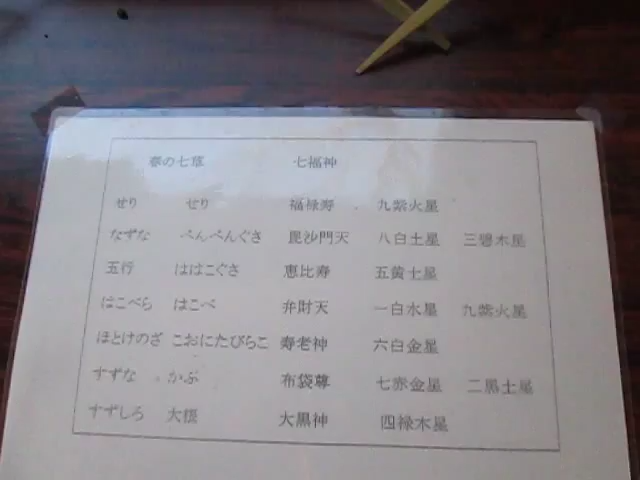 春の七草 七福神
せり せり 福禄寿 九紫火星
なずな ぺんぺんぐさ 毘沙門天 八白土星 三碧木星
五行 ははこぐさ 恵比寿 五黄土星
はこべら はこべ 弁財天 一白水星 九紫火星
ほとけのざ こおにたびらこ 寿老神 六白金星
すずな かぶ 布袋尊 七赤金星 二黒土星
すずしろ 大根 大黒神 四禄木星